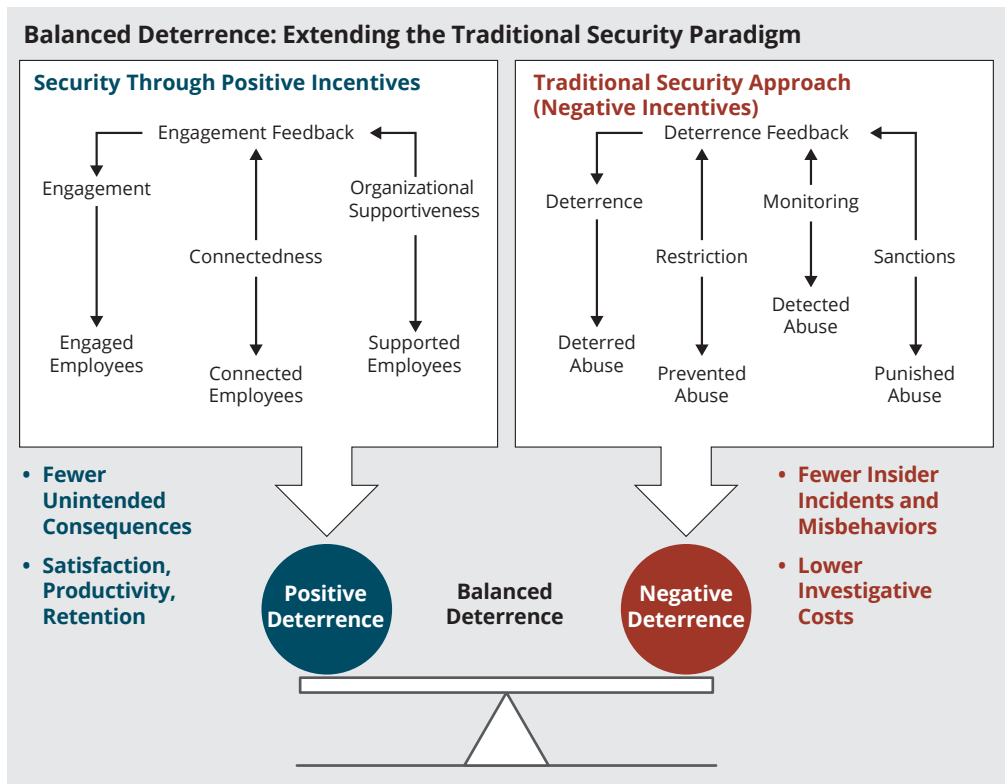 Balanced Deterrence: Extending the Traditional Security Paradigm
Security Through Positive Incentives
Engagement Feedback
Engagement
Organizational
Supportiveness
Connectedness
Engaged
Employees
Supported
Employees
Connected
Employees
Traditional Security Approach
(Negative Incentives)
Deterrence Feedback
Deterrence
Monitoring
Restriction
Sanctions
Detected
Abuse
Deterred
Abuse
Prevented
Abuse
Punished
Abuse
• Fewer
Unintended
Consequences
• Satisfaction,
Productivity,
Retention
Positive
Deterrence
Balanced
Deterrence
Negative
Deterrence
• Fewer Insider
Incidents and
Misbehaviors
• Lower
Investigative
Costs